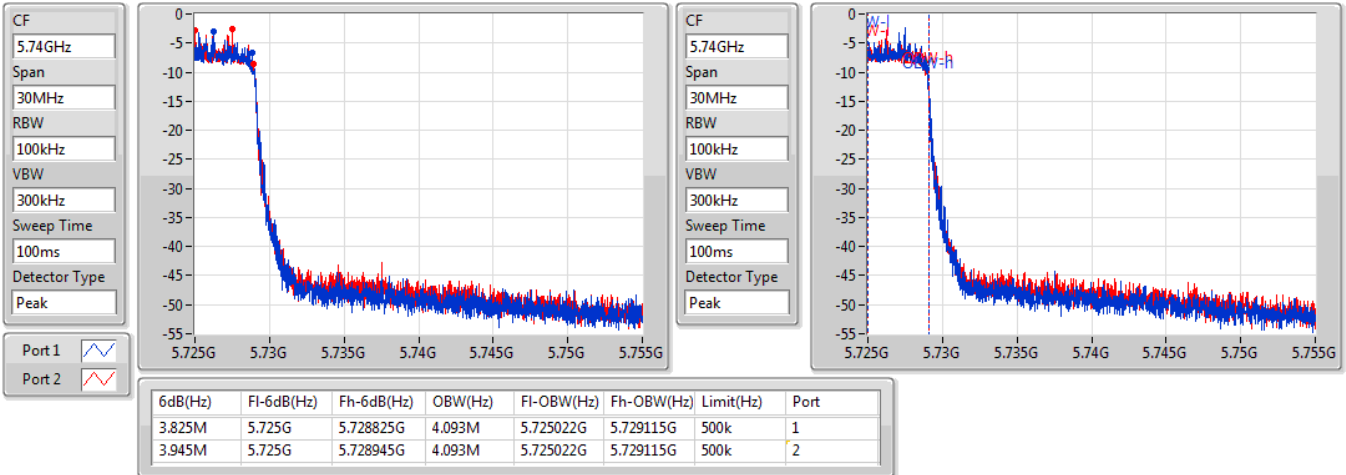 CF
5.74GHz
Span
30MHz
RBW
100kHz
VBW
300kHz
Sweep Time
100ms
Detector Type
Peak
Port 1
Port 2
0
-5
-10
-15
-20
-25
-30
-35
-40
-45
-50
-55
5.725G 5.73G 5.735G 5.74G 5.745G 5.75G 5.755G
CF
5.74GHz
Span
30MHz
RBW
100kHz
VBW
300kHz
Sweep Time
100ms
Detector Type
Peak
0
-5
-10
-15
-20
-25
-30
-35
-40
-45
-50
-55
5.725G 5.73G 5.735G 5.74G 5.745G 5.75G 5.755G
6dB(Hz) Fl-6dB(Hz) Fh-6dB(Hz) OBW(Hz) Fl-OBW(Hz) Fh-OBW(Hz) Limit(Hz) Port
3.825M 5.725G 5.728825G 4.093M 5.725022G 5.729115G 500k 1
3.945M 5.725G 5.728945G 4.093M 5.725022G 5.729115G 500k 2